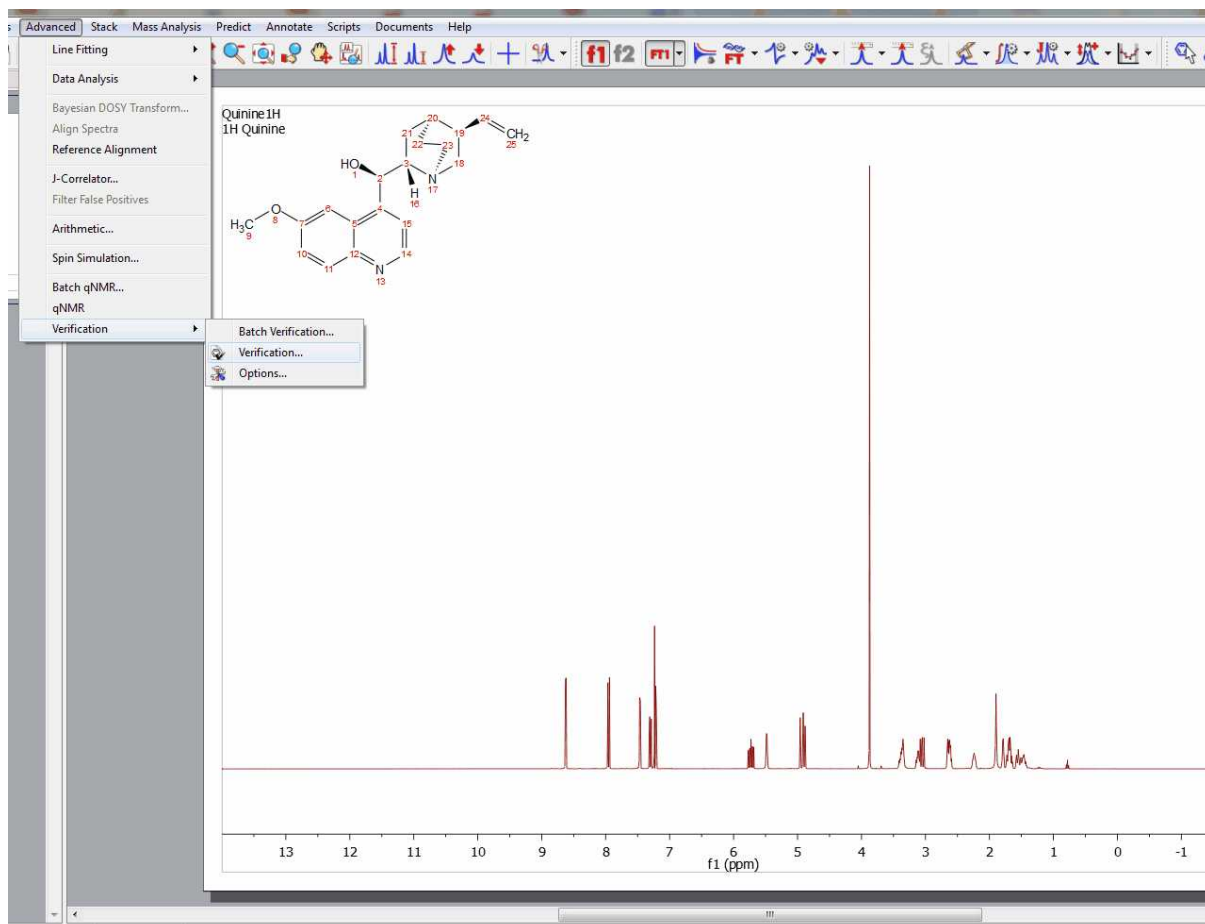 Advanced Stack Mass Analysis Predict Annotate Scripts Documents Help
f1 f2 FT1 FT
Line Fitting
Data Analysis
Bayesian DOSY Transform...
Align Spectra
Reference Alignment
J-Correlator...
Filter False Positives
Arithmetic...
Spin Simulation...
Batch qNMR...
qNMR
Verification
Batch Verification...
Verification...
Options...
Quinine1H
1H Quinine
20 24
21 19 CH2
22 23 25
HO 3 18
1 2 N
H 17
16
O 6 4
8 7 5 15
H3C
9
10 12 14
11 N
13
13 12 11 10 9 8 7 6 5 4 3 2 1 0 -1
f1 (ppm)